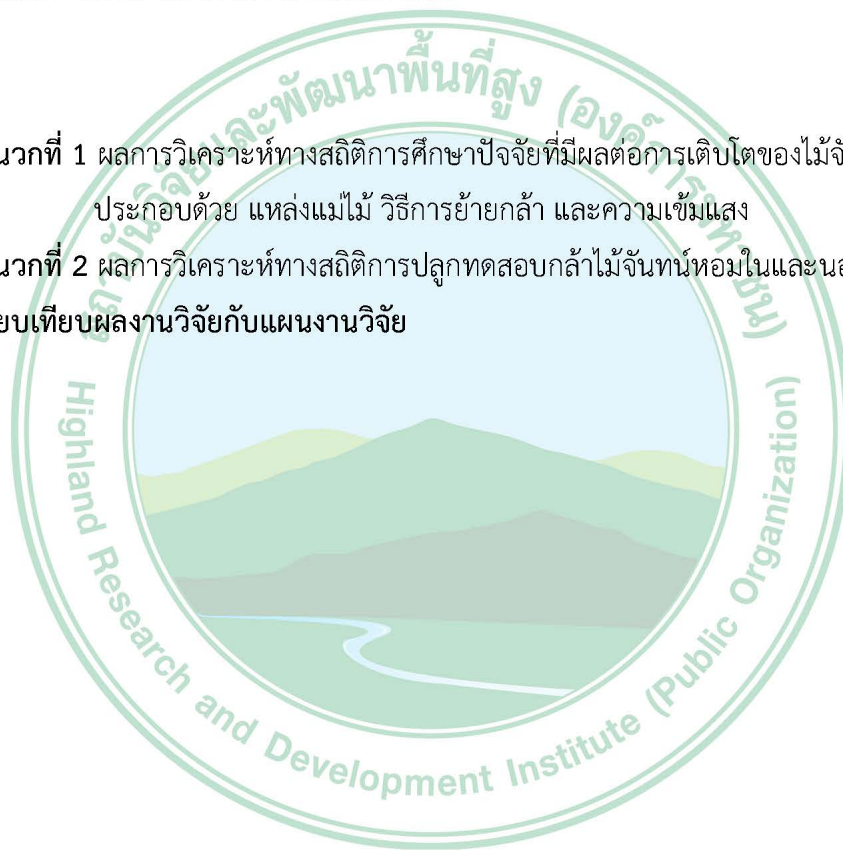 นวกที่ 1 ผลการวิเคราะห์ทางสถิติการศึกษาปัจจัยที่มีผลต่อการเติบโตของไม้จั
ประกอบด้วย แหล่งแม่ไม้ วิธีการย้ายกล้า และความเข้มแสง
นวกที่ 2 ผลการวิเคราะห์ทางสถิติการปลูกทดสอบกล้าไม้จันทน์หอมในและนอ
ยบเทียบผลงานวิจัยกับแผนงานวิจัย
สถาบันวิจัยและพัฒนาพื้นที่สูง (องค์การมหาชน)
Highland Research and Development Institute (Public Organization)